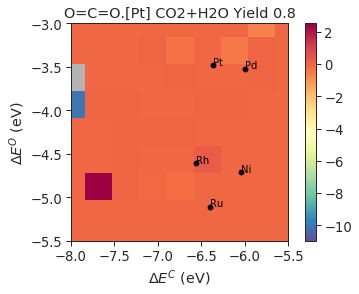 O=C=O.[Pt] CO2+H2O Yield 0.8
−3.0
−3.5
−4.0
−4.5
−5.0
−5.5
ΔE^O (eV)
Pt
Pd
Rh
Ni
Ru
−8.0 −7.5 −7.0 −6.5 −6.0 −5.5
ΔE^C (eV)
2
0
−2
−4
−6
−8
−10